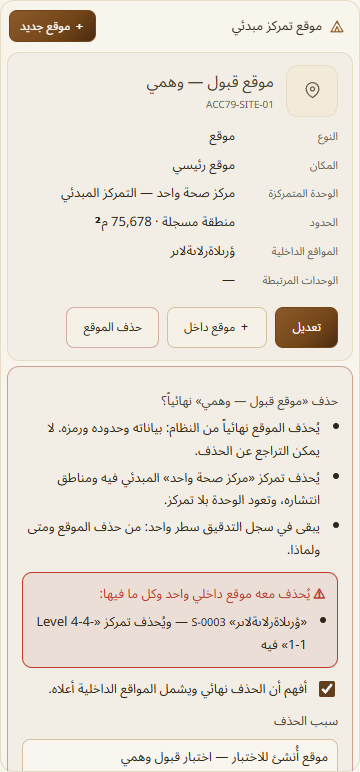 موقع تمركز مبدئي
+ موقع جديد
موقع قبول — وهمي
ACC79-SITE-01
النوع موقع
المكان موقع رئيسي
الوحدة المتمركزة مركز صحة واحد — التمركز المبدئي
الحدود منطقة مسجلة · 75,678 م²
المواقع الداخلية
الوحدات المرتبطة —
تعديل
+ موقع داخل
حذف الموقع
حذف «موقع قبول — وهمي» نهائياً؟
• يُحذف الموقع نهائياً من النظام: بياناته وحدوده ورمزه. لا
يمكن التراجع عن الحذف.
• يُحذف تمركز «مركز صحة واحد» المبدئي فيه ومناطق
انتشاره، وتعود الوحدة بلا تمركز.
• يبقى في سجل التدقيق سطر واحد: من حذف الموقع ومتى
ولماذا.
⚠ يُحذف معه موقع داخلي واحد وكل ما فيها:
• S-0003 — ويُحذف تمركز «Level 4-4-
1-1» فيه
أفهم أن الحذف نهائي ويشمل المواقع الداخلية أعلاه.
سبب الحذف
موقع أُنشئ للاختبار — اختبار قبول وهمي